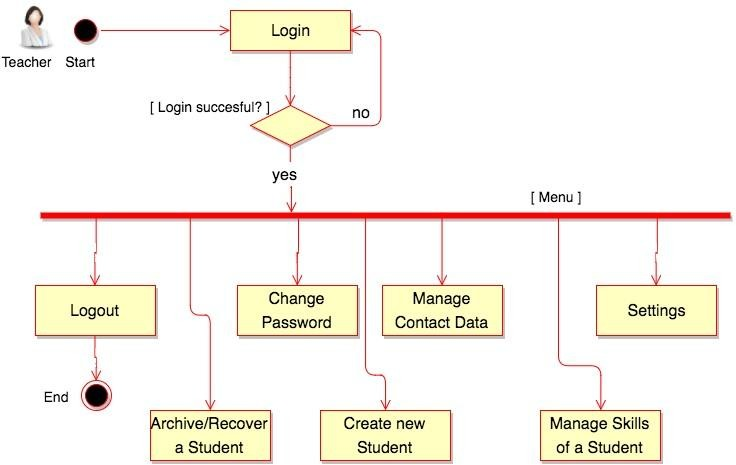 Teacher
Start
Login
[ Login succesful? ]
no
yes
[ Menu ]
Logout
Change
Password
Manage
Contact Data
Settings
End
Archive/Recover
a Student
Create new
Student
Manage Skills
of a Student